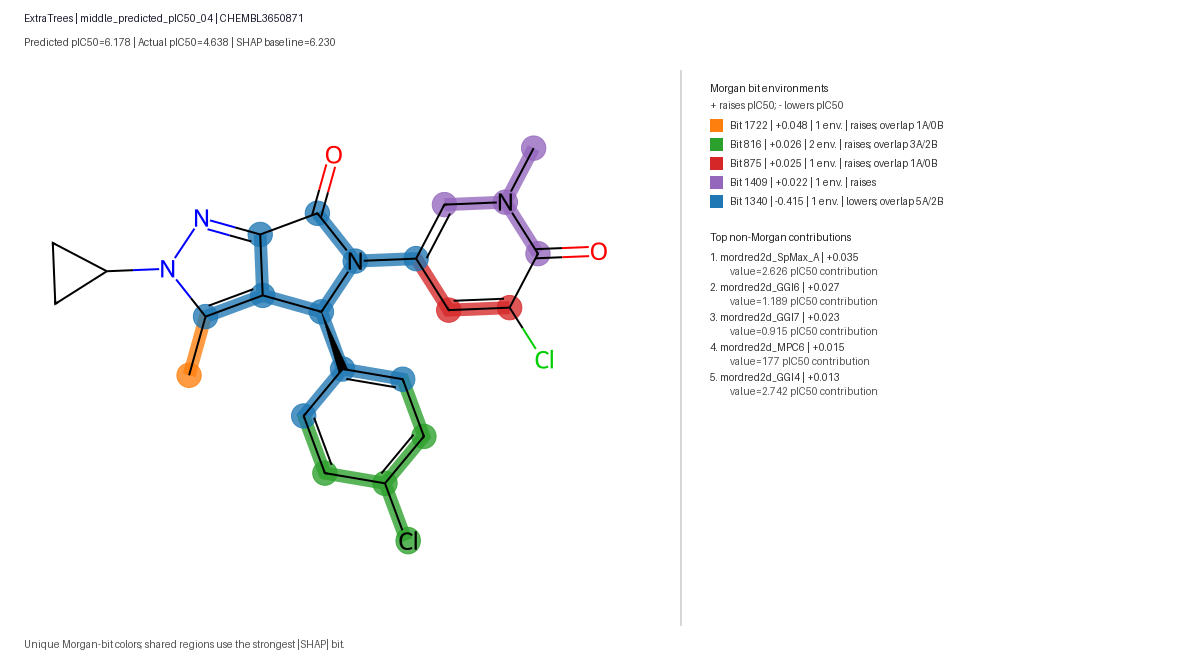 ExtraTrees | middle_predicted_pIC50_04 | CHEMBL3650871
Predicted pIC50=6.178 | Actual pIC50=4.638 | SHAP baseline=6.230
Morgan bit environments
+ raises pIC50; - lowers pIC50
Bit 1722 | +0.048 | 1 env. | raises; overlap 1A/0B
Bit 816 | +0.026 | 2 env. | raises; overlap 3A/2B
Bit 875 | +0.025 | 1 env. | raises; overlap 1A/0B
Bit 1409 | +0.022 | 1 env. | raises
Bit 1340 | -0.415 | 1 env. | lowers; overlap 5A/2B
Top non-Morgan contributions
1. mordred2d_SpMax_A | +0.035
value=2.626 pIC50 contribution
2. mordred2d_GGI6 | +0.027
value=1.189 pIC50 contribution
3. mordred2d_GGI7 | +0.023
value=0.915 pIC50 contribution
4. mordred2d_MPC6 | +0.015
value=177 pIC50 contribution
5. mordred2d_GGI4 | +0.013
value=2.742 pIC50 contribution
O
N
N
N
N
O
Cl
Cl
Unique Morgan-bit colors; shared regions use the strongest |SHAP| bit.